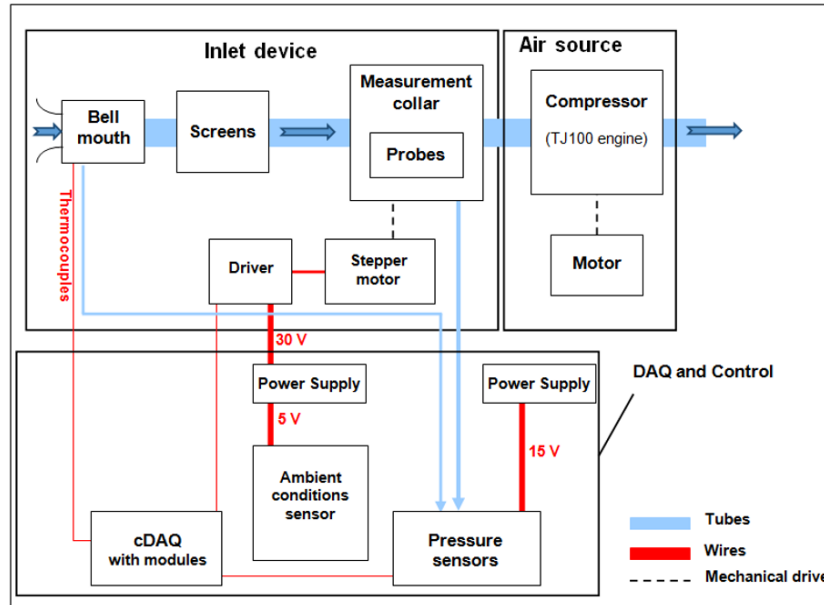 Inlet device
Air source
Bell
mouth
Screens
Measurement
collar
Probes
Compressor
(TJ100 engine)
Thermocouples
Driver
Stepper
motor
Motor
30 V
Power Supply
Power Supply
DAQ and Control
5 V
15 V
Ambient
conditions
sensor
cDAQ
with modules
Pressure
sensors
Tubes
Wires
Mechanical drive